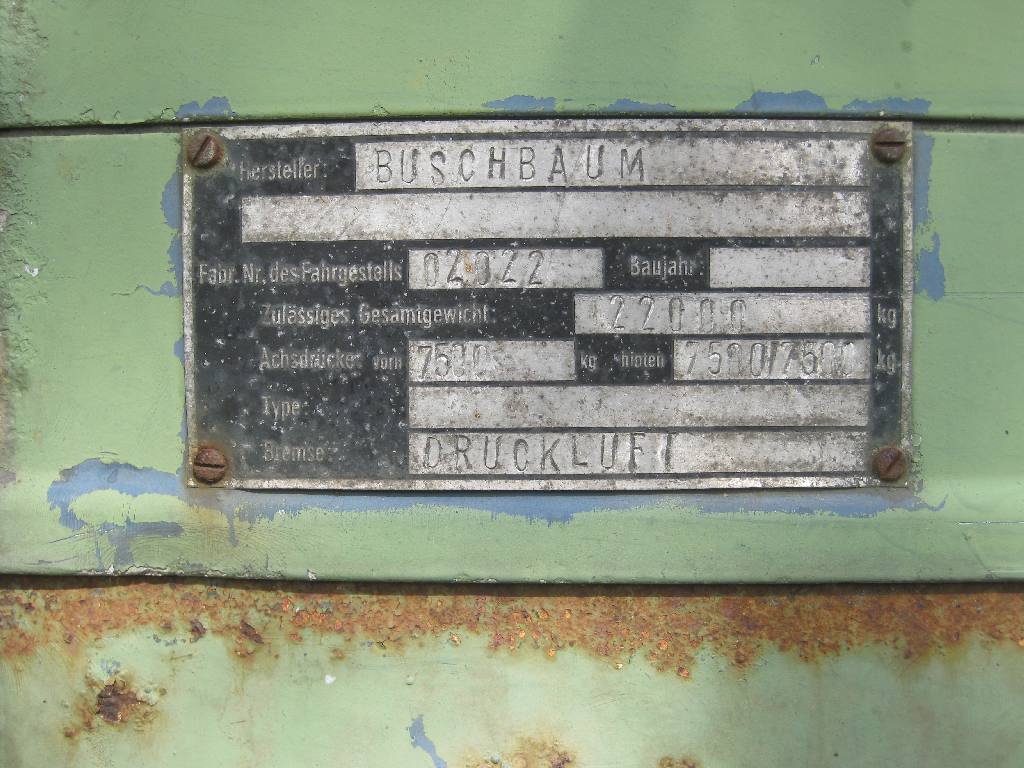 Hersteller: BUSCHBAUM
Fabr. Nr. des Fahrgestells 02022 Baujahr:
Zulässiges Gesamtgewicht: 22000 kg
Achsdrücke: vorn 7500 kg hinten 7500/7500 kg
Type:
Bremse: DRUCKLUFT